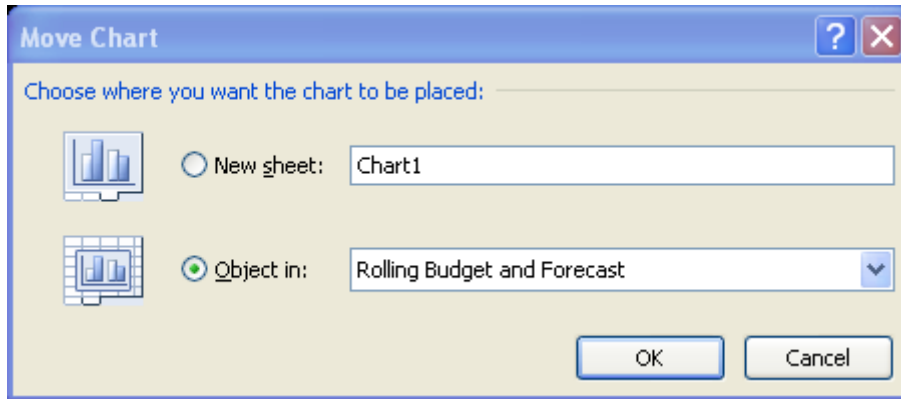 Move Chart
?
Choose where you want the chart to be placed:
New sheet: Chart1
Object in: Rolling Budget and Forecast
OK Cancel